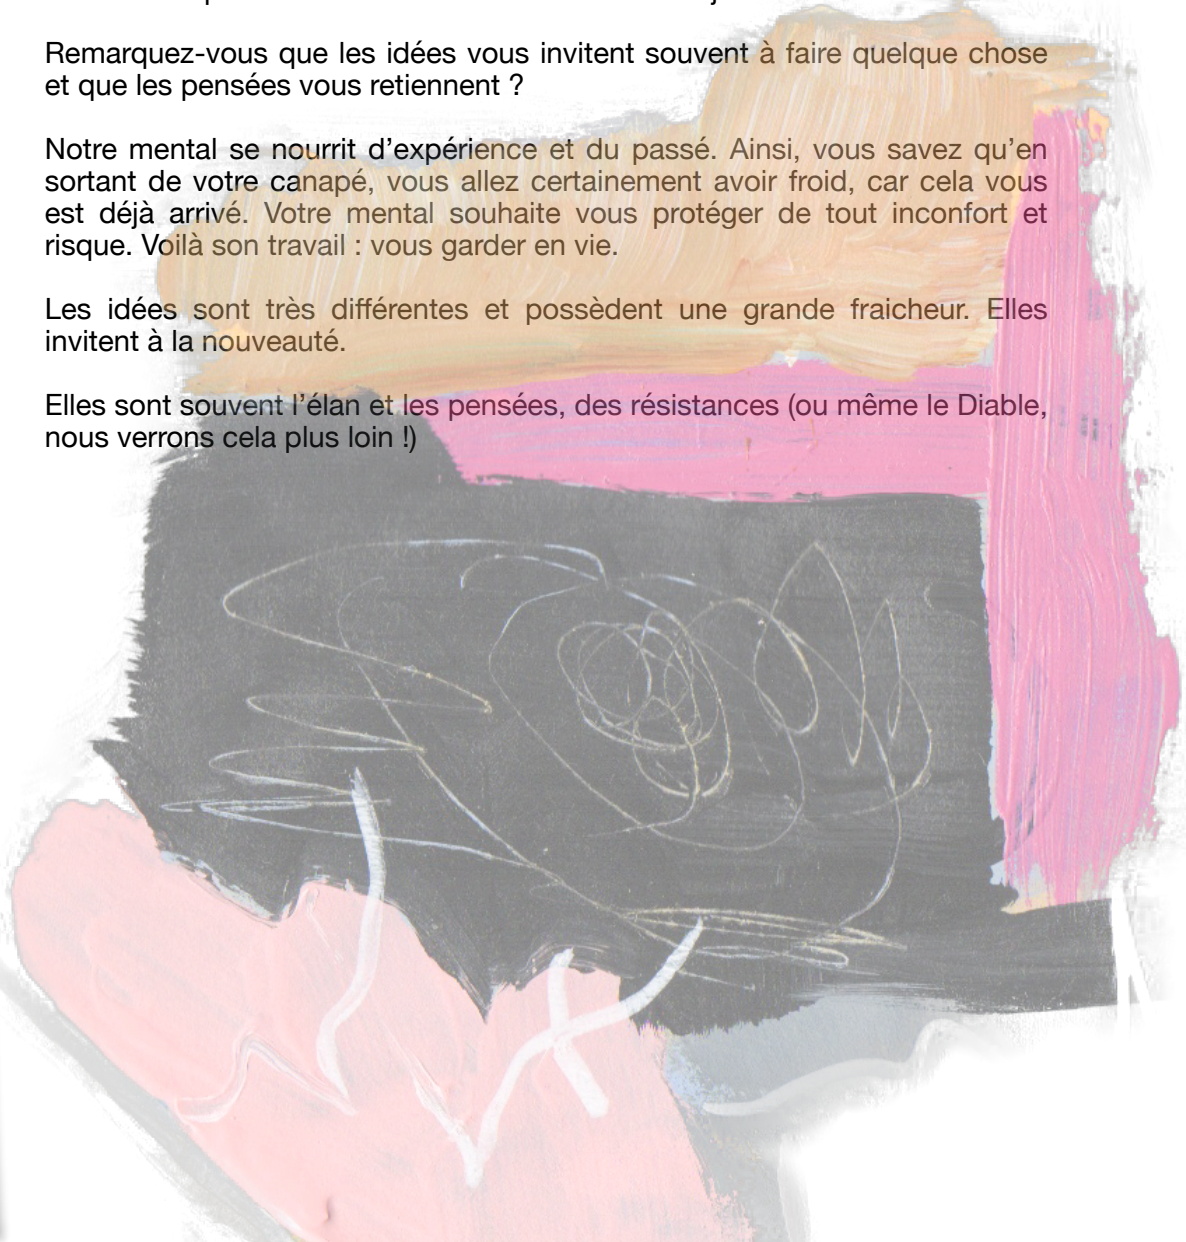 Remarquez-vous que les idées vous invitent souvent à faire quelque chose
et que les pensées vous retiennent ?
Notre mental se nourrit d’expérience et du passé. Ainsi, vous savez qu’en
sortant de votre canapé, vous allez certainement avoir froid, car cela vous
est déjà arrivé. Votre mental souhaite vous protéger de tout inconfort et
risque. Voilà son travail : vous garder en vie.
Les idées sont très différentes et possèdent une grande fraicheur. Elles
invitent à la nouveauté.
Elles sont souvent l’élan et les pensées, des résistances (ou même le Diable,
nous verrons cela plus loin !)